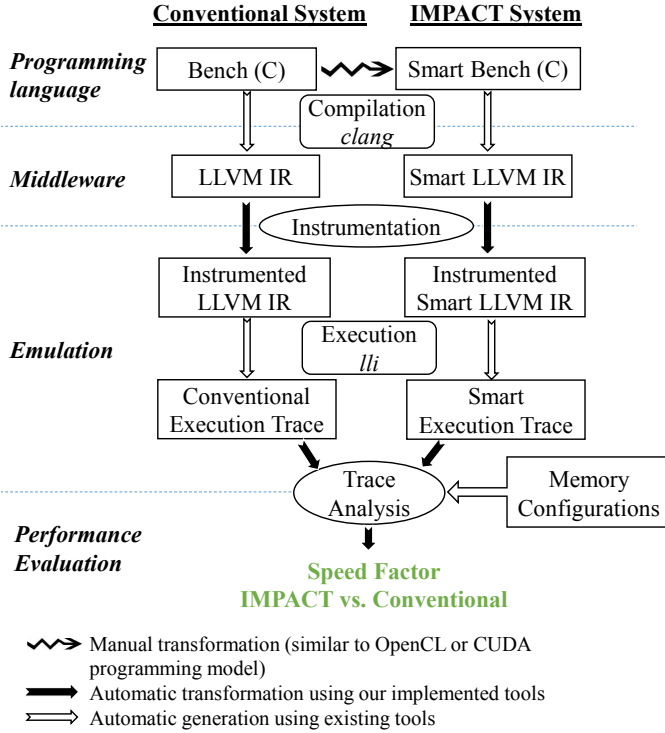 Conventional System
IMPACT System
Programming
language
Bench (C)
Smart Bench (C)
Compilation
clang
Middleware
LLVM IR
Smart LLVM IR
Instrumentation
Instrumented
LLVM IR
Instrumented
Smart LLVM IR
Emulation
Execution
lli
Conventional
Execution Trace
Smart
Execution Trace
Trace
Analysis
Memory
Configurations
Performance
Evaluation
Speed Factor
IMPACT vs. Conventional
Manual transformation (similar to OpenCL or CUDA
programming model)
Automatic transformation using our implemented tools
Automatic generation using existing tools